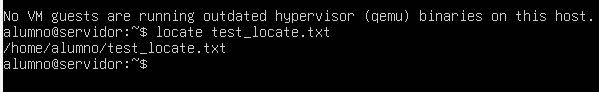 No VM guests are running outdated hypervisor (qemu) binaries on this host.
alumno@servidor:~$ locate test_locate.txt
/home/alumno/test_locate.txt
alumno@servidor:~$